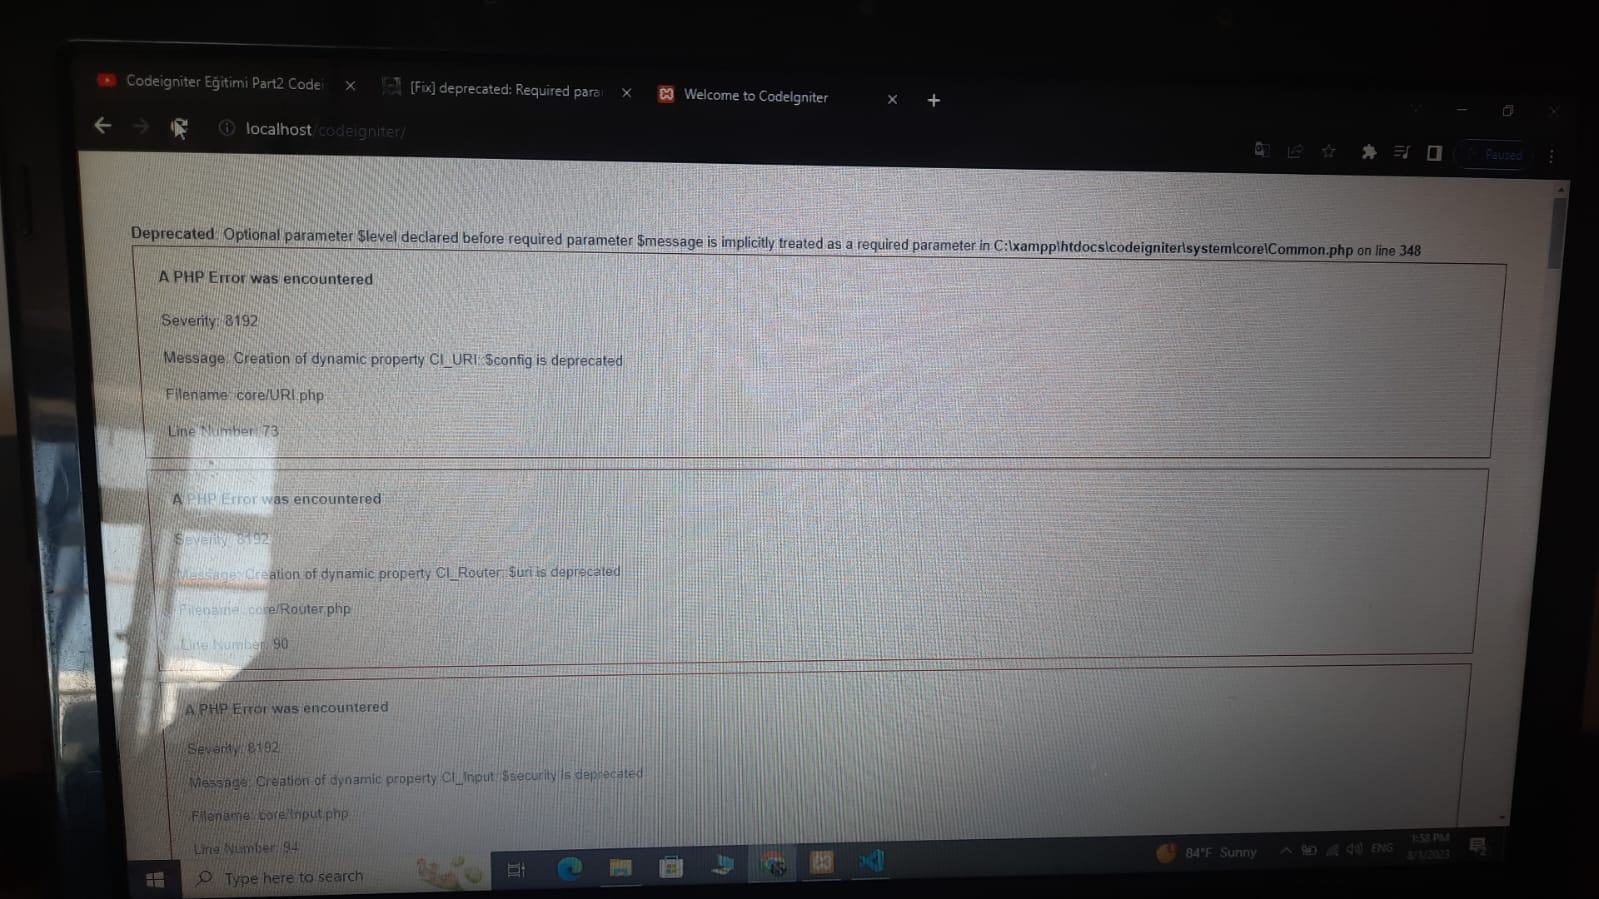 Codeigniter Eğitimi Part2 Codei
[Fix] deprecated: Required para
Welcome to CodeIgniter
localhost/codeigniter/
Paused
Deprecated: Optional parameter $level declared before required parameter $message is implicitly treated as a required parameter in C:\xampp\htdocs\codeigniter\system\core\Common.php on line 348
A PHP Error was encountered
Severity: 8192
Message: Creation of dynamic property CI_URI::$config is deprecated
Filename: core/URI.php
Line Number: 73
A PHP Error was encountered
Severity: 8192
Message: Creation of dynamic property CI_Router::$uri is deprecated
Filename: core/Router.php
Line Number: 90
A PHP Error was encountered
Severity: 8192
Message: Creation of dynamic property CI_Input::$security is deprecated
Filename: core/Input.php
Line Number: 94
Type here to search
84°F Sunny
ENG
1:58 PM
8/1/2023